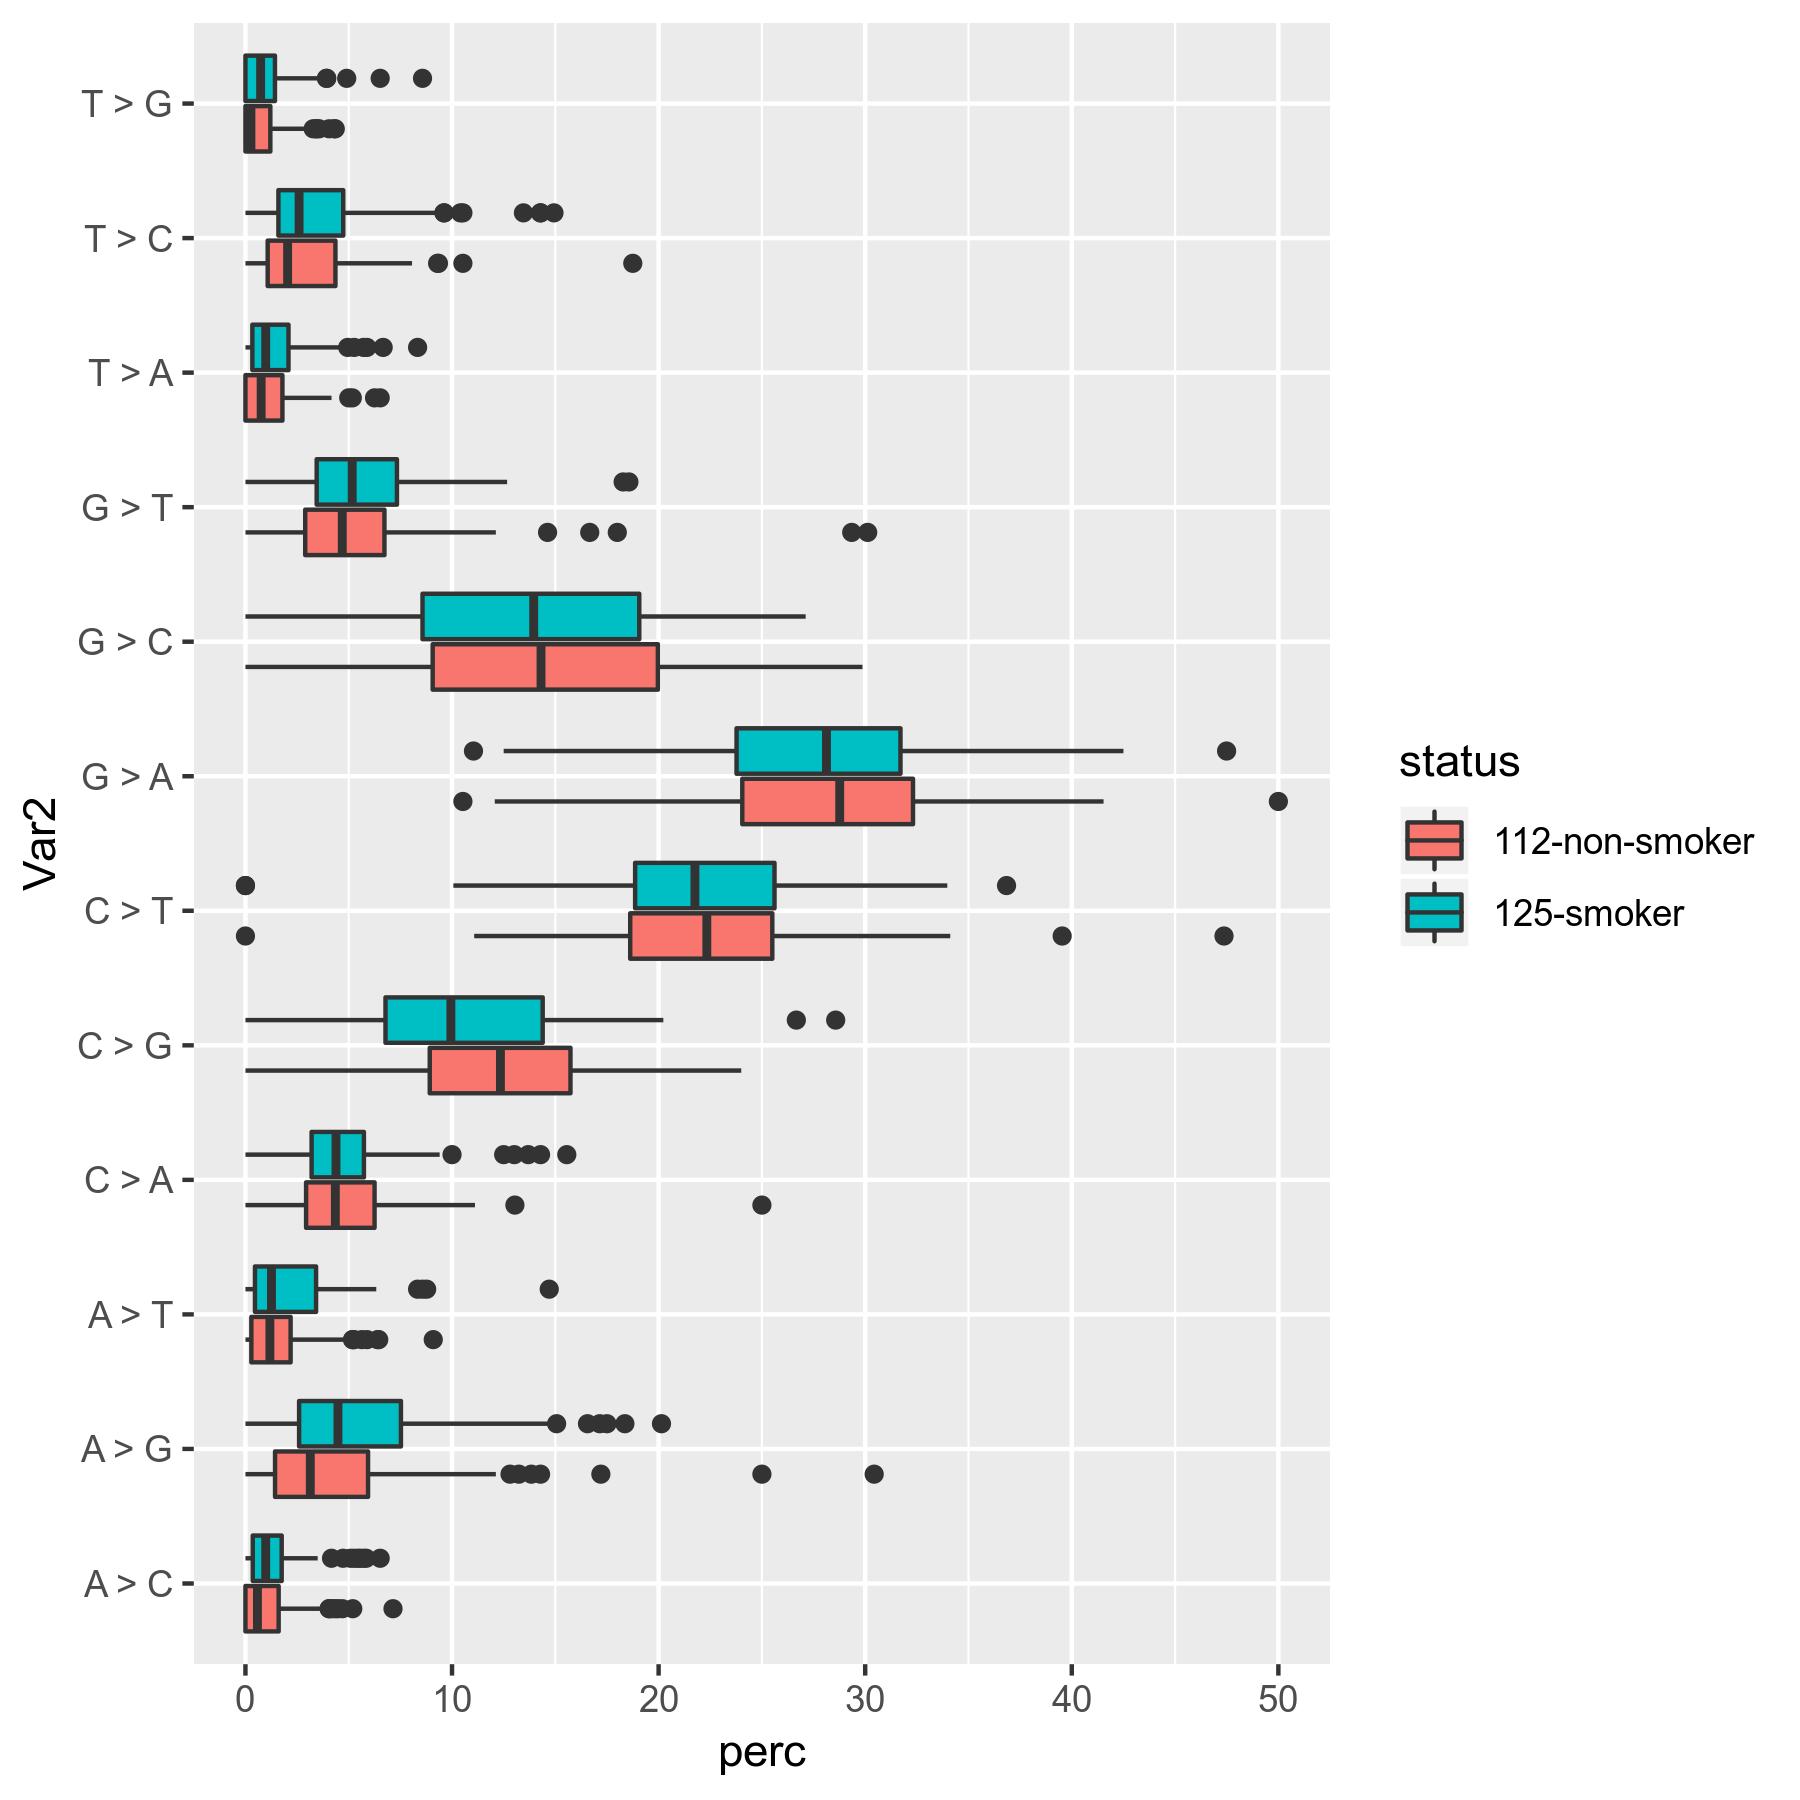 T > G
T > C
T > A
G > T
G > C
G > A
C > T
C > G
C > A
A > T
A > G
A > C
Var2
0 10 20 30 40 50
perc
status
112-non-smoker
125-smoker